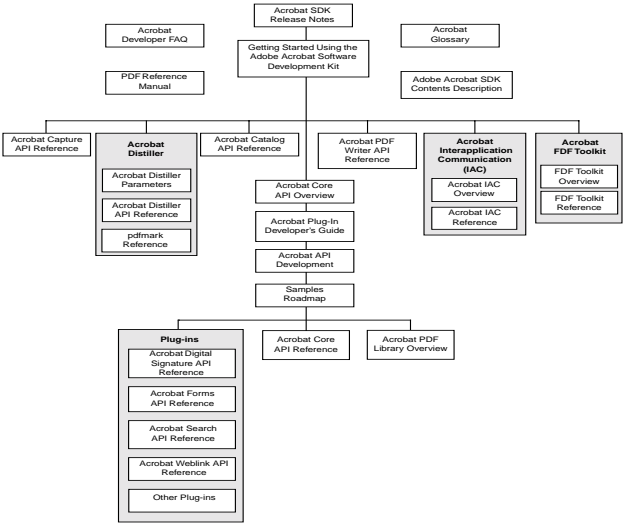 Acrobat SDK
Release Notes
Acrobat
Developer FAQ
Acrobat
Glossary
Getting Started Using the
Adobe Acrobat Software
Development Kit
PDF Reference
Manual
Adobe Acrobat SDK
Contents Description
Acrobat Capture
API Reference
Acrobat
Distiller
Acrobat Distiller
Parameters
Acrobat Distiller
API Reference
pdfmark
Reference
Acrobat Catalog
API Reference
Acrobat PDF
Writer API
Reference
Acrobat
Interapplication
Communication
(IAC)
Acrobat IAC
Overview
Acrobat IAC
Reference
Acrobat
FDF Toolkit
FDF Toolkit
Overview
FDF Toolkit
Reference
Acrobat Core
API Overview
Acrobat Plug-In
Developer's Guide
Acrobat API
Development
Samples
Roadmap
Plug-ins
Acrobat Digital
Signature API
Reference
Acrobat Forms
API Reference
Acrobat Search
API Reference
Acrobat Weblink API
Reference
Other Plug-ins
Acrobat Core
API Reference
Acrobat PDF
Library Overview